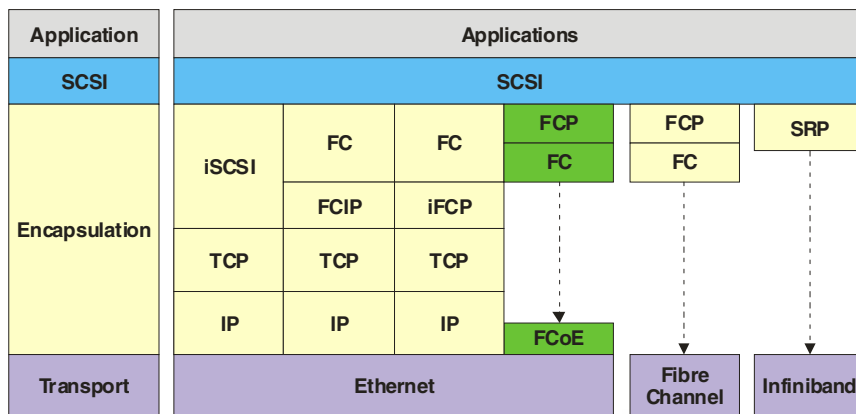 Application
Applications
SCSI
SCSI
Encapsulation
iSCSI
FC
FC
FCP
FC
FCP
FC
SRP
FCIP
iFCP
TCP
TCP
TCP
IP
IP
IP
FCoE
Transport
Ethernet
Fibre
Channel
Infiniband